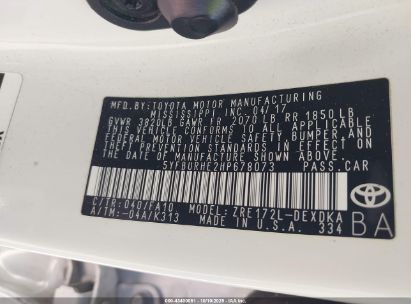 MFD.BY:TOYOTA MOTOR MANUFACTURING
MISSISSIPPI, INC. 04/17
GVWR 3820LB GAWR FR 2070 LB RR 1850LB
THIS VEHICLE CONFORMS TO ALL APPLICABLE
FEDERAL MOTOR VEHICLE SAFETY, BUMPER, AND
THEFT PREVENTION STANDARDS IN EFFECT ON
THE DATE OF MANUFACTURE SHOWN ABOVE.
5YFBURHE2HP678073 PASS.CAR
C/TR:040/FA10 MODEL:ZRE172L-DEXDKA
A/TM:-04A/K313 MADE IN U.S.A. 334
BA